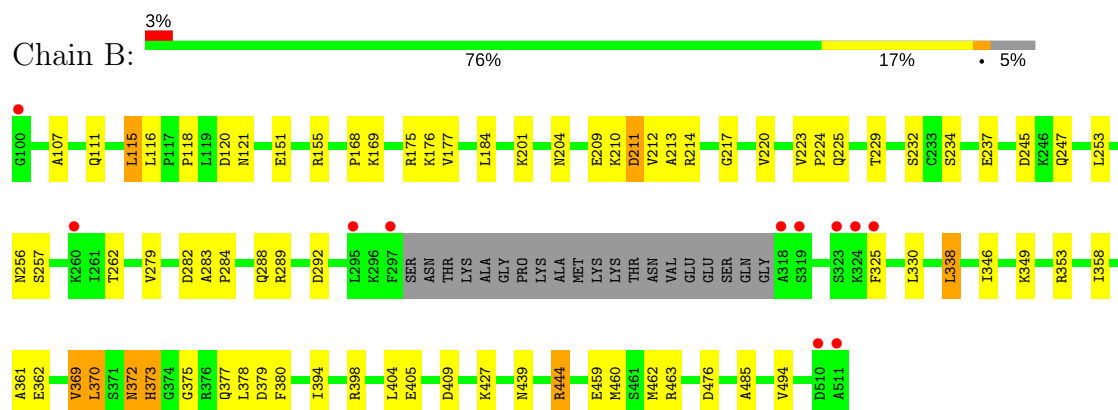 3%
Chain B:
76% 17% • 5%
G100 A107 Q111 L115 L116 P117 P118 L119 D120 N121 E151 R155 P168 K169 R175 K176 V177 L184 K201 N204 E209 K210 D211 V212 A213 R214 G217 V220 V223 P224 Q225 T229 S232 C233 S234 E237 D245 K246 Q247 L253
N256 S257 K260 I261 T262 V279 D282 A283 P284 Q288 R289 D292 L295 K296 F297 SER ASN THR LYS ALA GLY PRO LYS ALA MET LYS LYS THR ASN VAL GLU GLU SER GLN GLY A318 S319 S323 K324 F325 L330 L338 I346 K349 R353 I358
A361 E362 V369 L370 S371 N372 H373 G374 G375 R376 Q377 L378 D379 F380 I394 R398 L404 E405 D409 K427 N439 R444 E459 M460 S461 M462 R463 D476 A485 V494 D510 A511